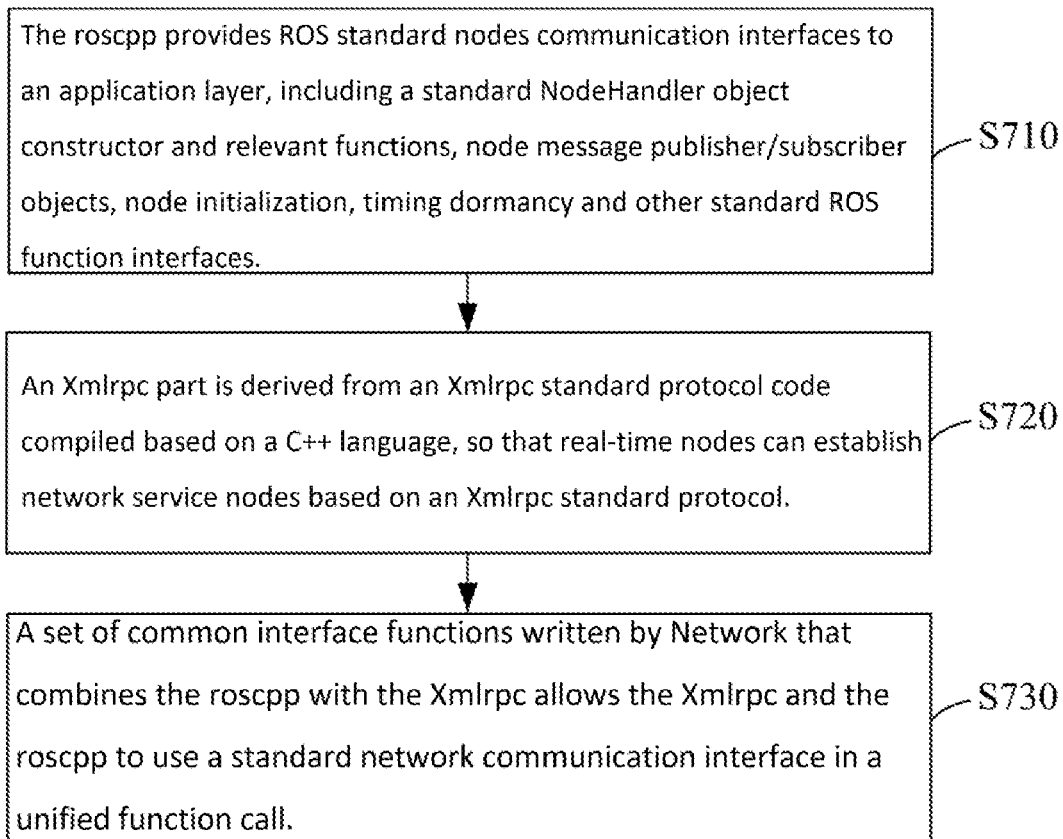 The roscpp provides ROS standard nodes communication interfaces to
an application layer, including a standard NodeHandler object
constructor and relevant functions, node message publisher/subscriber
objects, node initialization, timing dormancy and other standard ROS
function interfaces.
S710
An Xmlrpc part is derived from an Xmlrpc standard protocol code
compiled based on a C++ language, so that real-time nodes can establish
network service nodes based on an Xmlrpc standard protocol.
S720
A set of common interface functions written by Network that
combines the roscpp with the Xmlrpc allows the Xmlrpc and the
roscpp to use a standard network communication interface in a
unified function call.
S730